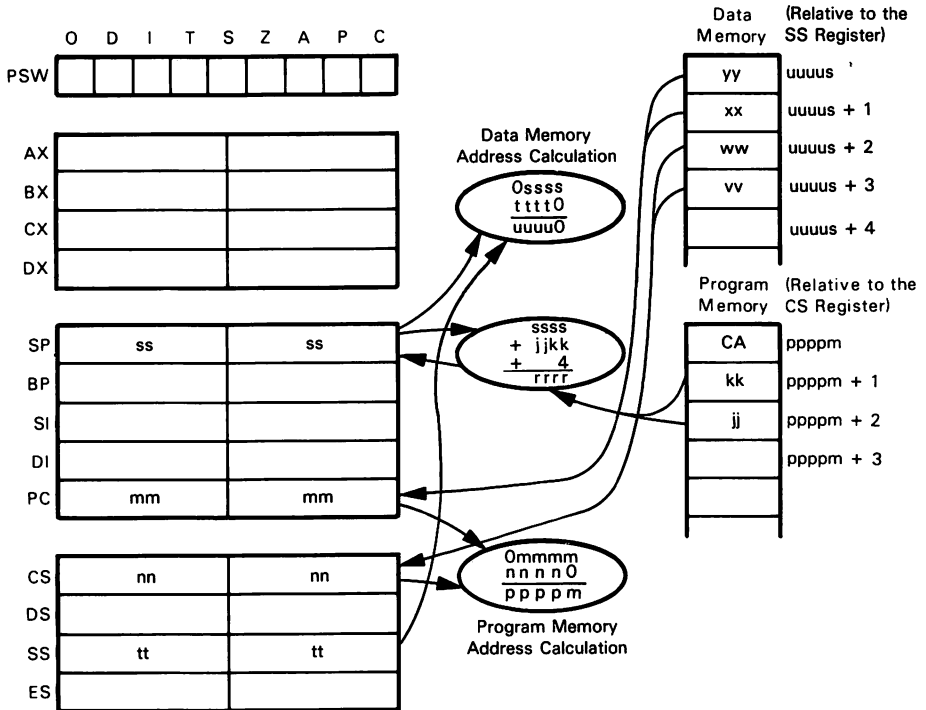 O D I T S Z A P C
PSW
AX
BX
CX
DX
SP ss ss
BP
SI
DI
PC mm mm
CS nn nn
DS
SS tt tt
ES
Data Memory
Address Calculation
0ssss
tttt0
uuuu0
ssss
+ jjkk
+ 4
rrrr
0mmmm
nnnn0
ppppm
Program Memory
Address Calculation
Data
Memory
(Relative to the
SS Register)
yy uuuus
xx uuuus + 1
ww uuuus + 2
vv uuuus + 3
uuuus + 4
Program
Memory
(Relative to the
CS Register)
CA ppppm
kk ppppm + 1
jj ppppm + 2
ppppm + 3